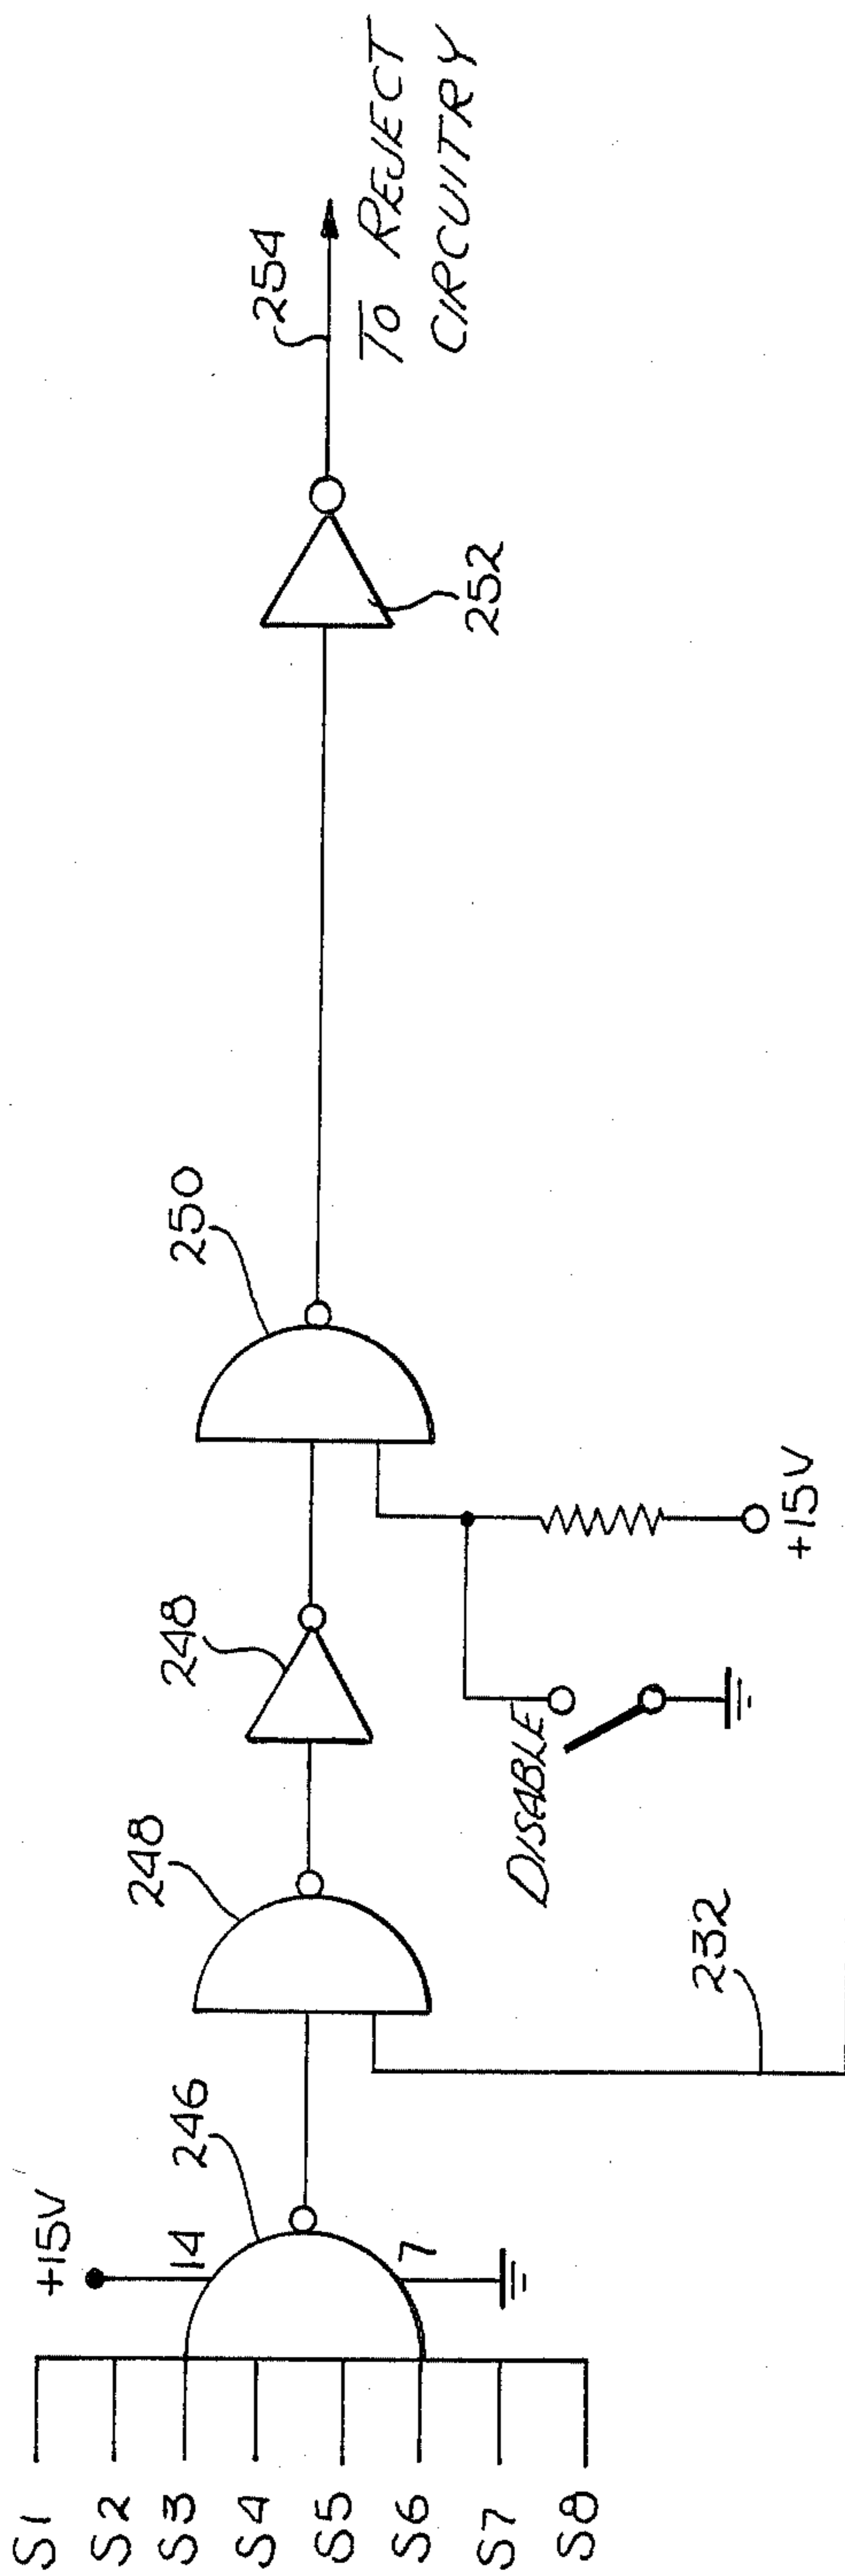 S1
S2
S3
S4
S5
S6
S7
S8
+15V
14
7
246
248
248
232
DISABLE
+15V
250
252
254
TO REJECT
CIRCUITRY